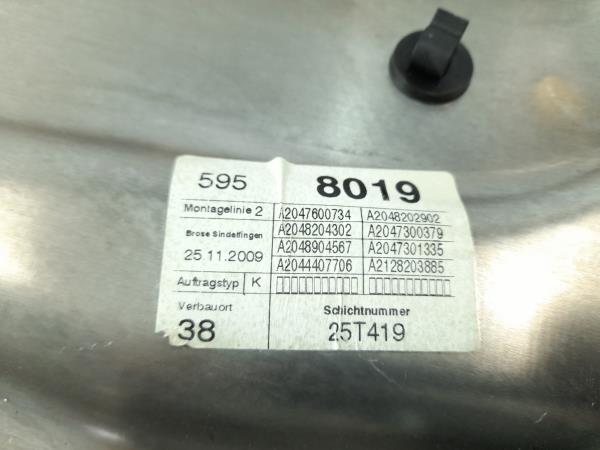 595 8019
Montagelinie 2 A2047600734 A2048202902
Brose Sindelfingen A2048204302 A2047300379
25.11.2009 A2048904567 A2047301335
A2044407706 A2128203885
Auftragstyp K
Verbauort Schichtnummer
38 25T419